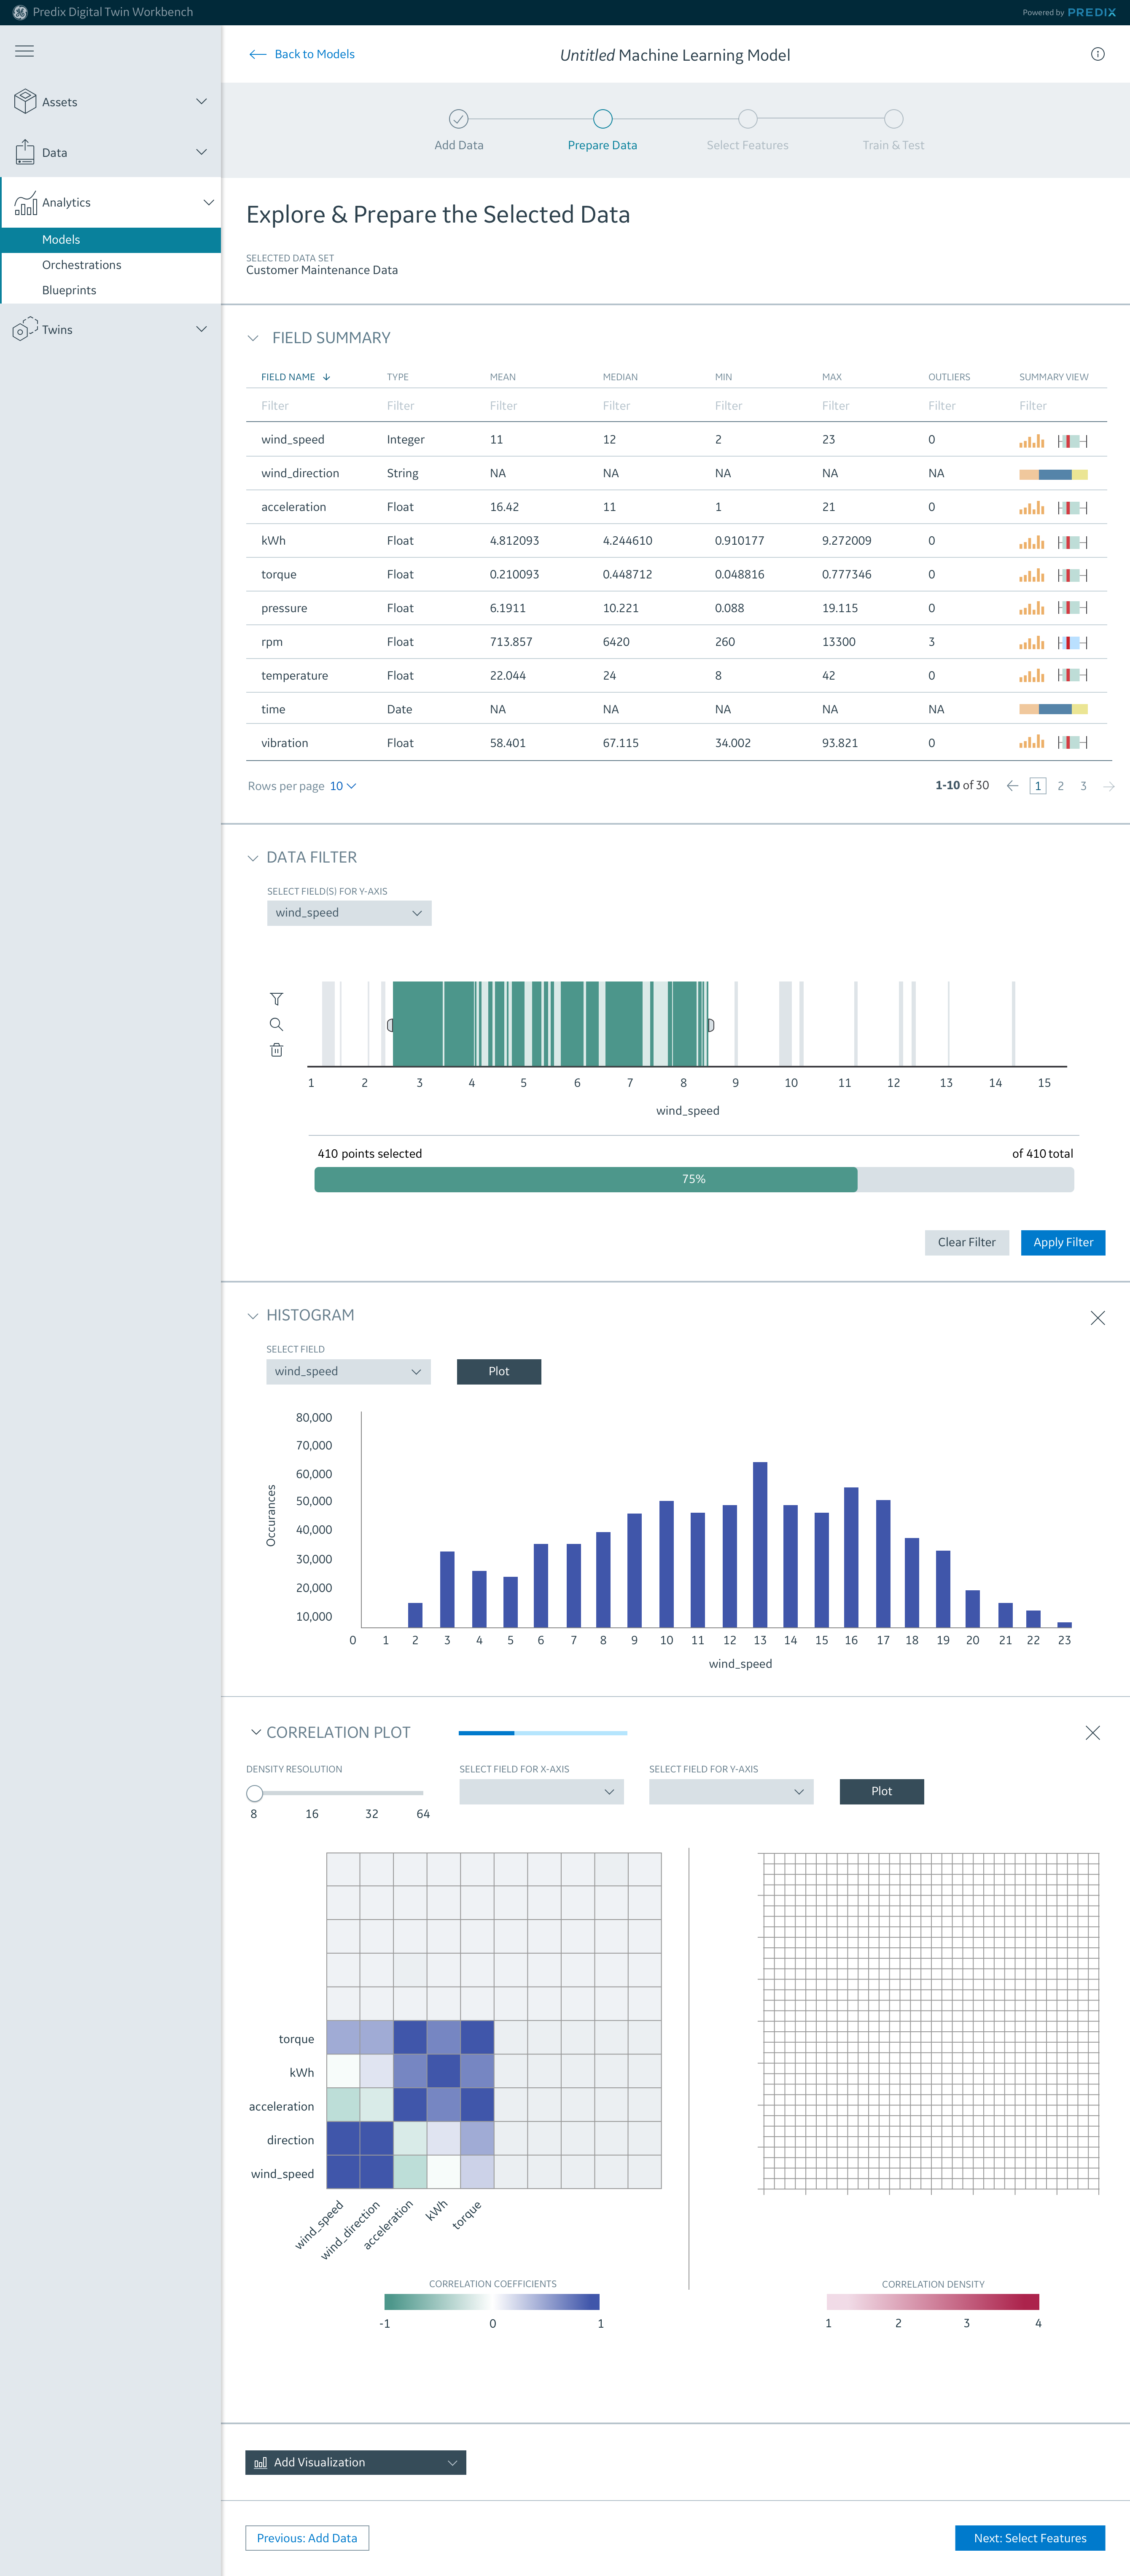 Predix Digital Twin Workbench
Powered by PREDIX
Back to Models
Untitled Machine Learning Model
Assets
Data
Analytics
Models
Orchestrations
Blueprints
Twins
Add Data
Prepare Data
Select Features
Train & Test
Explore & Prepare the Selected Data
SELECTED DATA SET
Customer Maintenance Data
FIELD SUMMARY
FIELD NAME TYPE MEAN MEDIAN MIN MAX OUTLIERS SUMMARY VIEW
Filter Filter Filter Filter Filter Filter Filter Filter
wind_speed Integer 11 12 2 23 0
wind_direction String NA NA NA NA NA
acceleration Float 16.42 11 1 21 0
kWh Float 4.812093 4.244610 0.910177 9.272009 0
torque Float 0.210093 0.448712 0.048816 0.777346 0
pressure Float 6.1911 10.221 0.088 19.115 0
rpm Float 713.857 6420 260 13300 3
temperature Float 22.044 24 8 42 0
time Date NA NA NA NA NA
vibration Float 58.401 67.115 34.002 93.821 0
Rows per page 10
1-10 of 30 1 2 3
DATA FILTER
SELECT FIELD(S) FOR Y-AXIS
wind_speed
1 2 3 4 5 6 7 8 9 10 11 12 13 14 15
wind_speed
410 points selected
of 410 total
75%
Clear Filter
Apply Filter
HISTOGRAM
SELECT FIELD
wind_speed
Plot
80,000
70,000
60,000
50,000
40,000
30,000
20,000
10,000
Occurances
0 1 2 3 4 5 6 7 8 9 10 11 12 13 14 15 16 17 18 19 20 21 22 23
wind_speed
CORRELATION PLOT
DENSITY RESOLUTION
8 16 32 64
SELECT FIELD FOR X-AXIS
SELECT FIELD FOR Y-AXIS
Plot
torque
kWh
acceleration
direction
wind_speed
wind_speed
wind_direction
acceleration
kWh
torque
CORRELATION COEFFICIENTS
-1 0 1
CORRELATION DENSITY
1 2 3 4
Add Visualization
Previous: Add Data
Next: Select Features